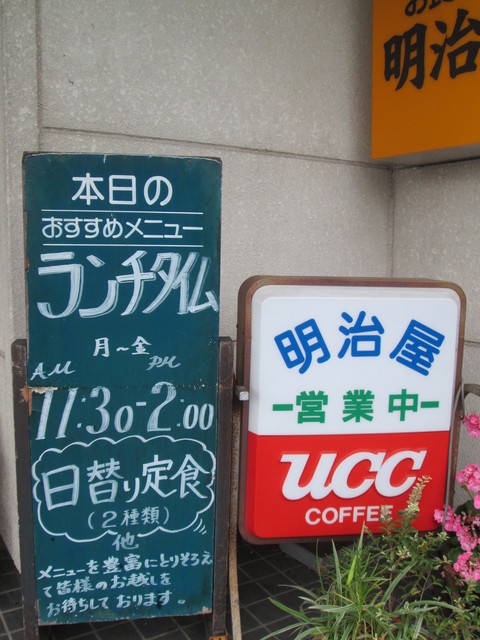 本日の
おすすめメニュー
ランチタイム
月〜金
AM PM
11:30-2:00
日替り定食
(2種類)
他
メニューを豊富にとりそろえ
て皆様のお越しを
お待ちしております。
明治屋
営業中
UCC
COFFEE
明治